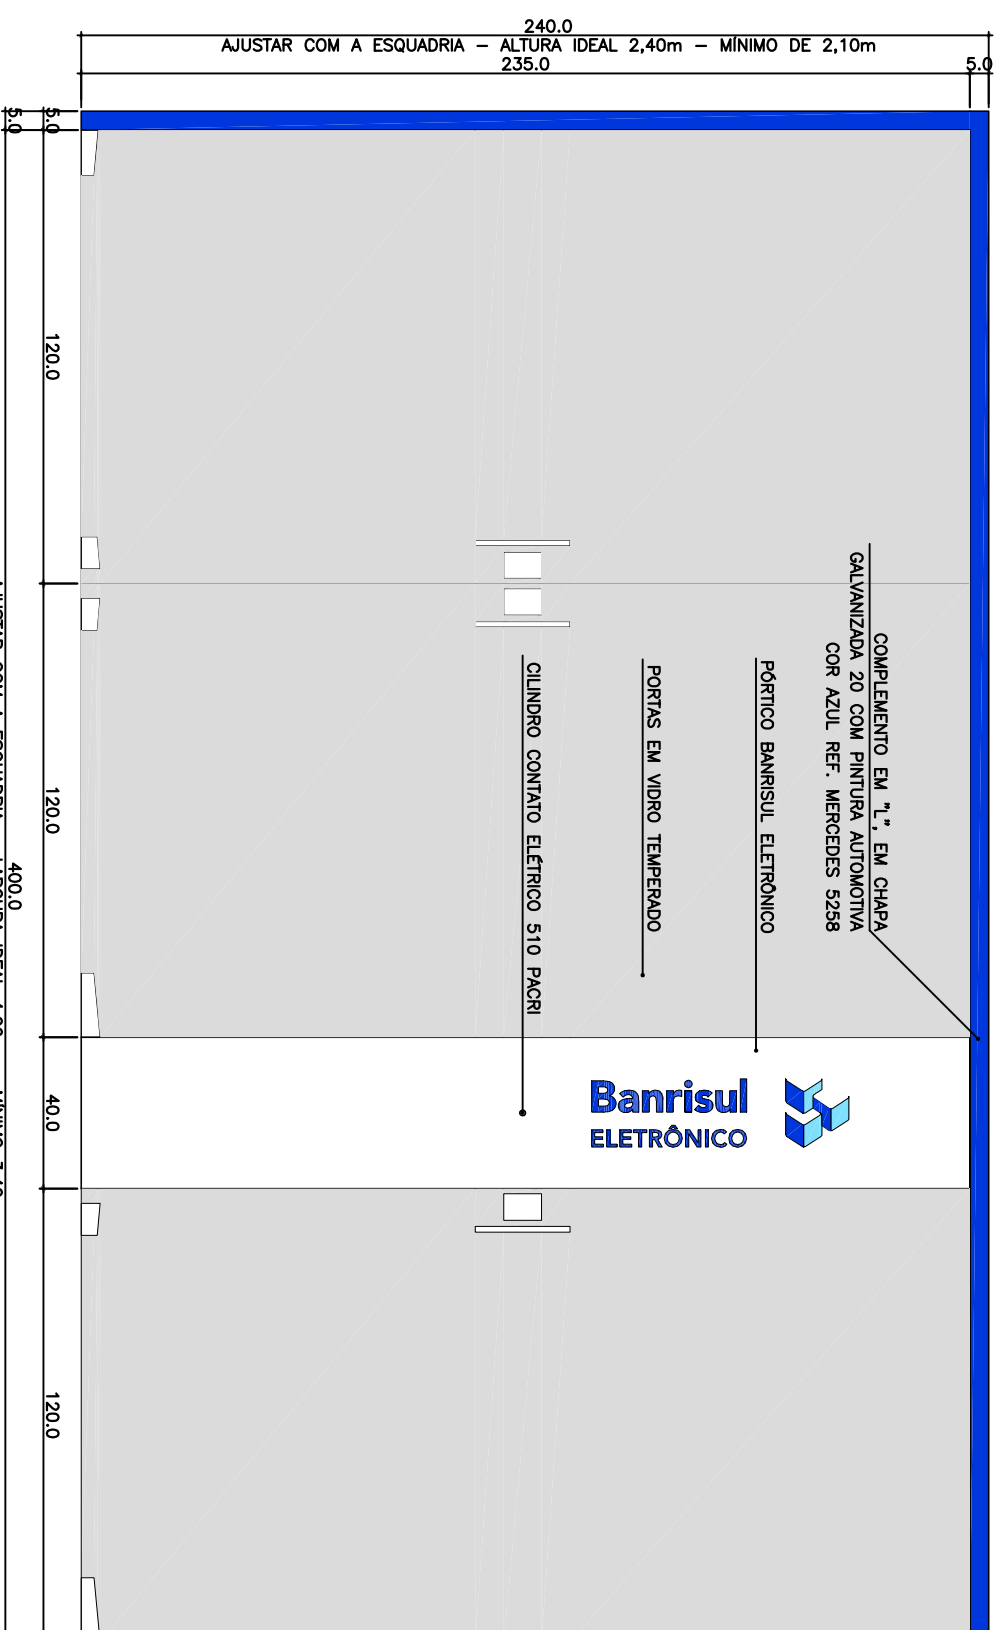 240.0
AJUSTAR COM A ESQUADRIA – ALTURA IDEAL 2,40m – MÍNIMO DE 2,10m
235.0
5.0
5.0
5.0
120.0
120.0
400.0
40.0
120.0
COMPLEMENTO EM "L", EM CHAPA
GALVANIZADA 20 COM PINTURA AUTOMOTIVA
COR AZUL REF. MERCEDES 5258
PÓRTICO BANRISUL ELETRÔNICO
PORTAS EM VIDRO TEMPERADO
CILINDRO CONTATO ELÉTRICO 510 PACRI
Banrisul
ELETRÔNICO